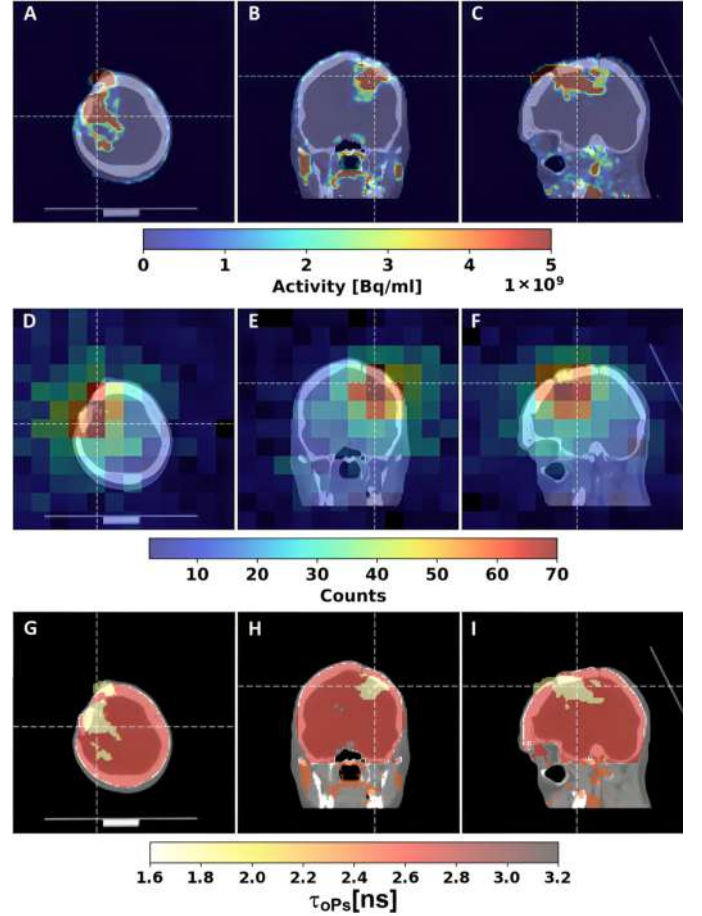 A B C
0 1 2 3 4 5
Activity [Bq/ml] 1×10⁹
D E F
10 20 30 40 50 60 70
Counts
G H I
1.6 1.8 2.0 2.2 2.4 2.6 2.8 3.0 3.2
τoPs[ns]